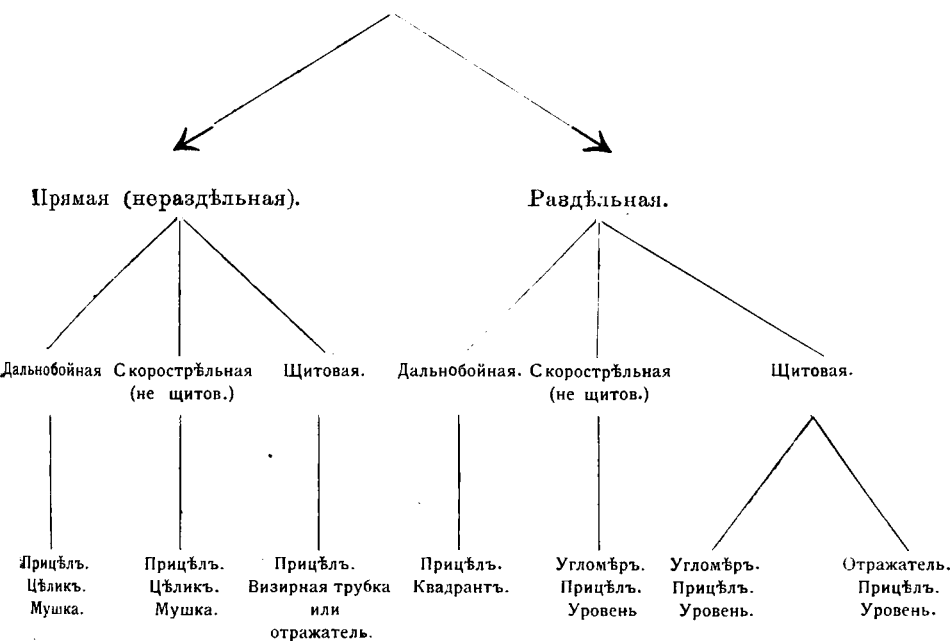 Прямая (нераздѣльная).
Раздѣльная.
Дальнобойная
Скорострѣльная
(не щитов.)
Щитовая.
Дальнобойная.
Скорострѣльная
(не щитов.)
Щитовая.
Прицѣлъ.
Цѣликъ.
Мушка.
Прицѣлъ.
Цѣликъ.
Мушка.
Прицѣлъ.
Визирная трубка
или
отражатель.
Прицѣлъ.
Квадрантъ.
Угломѣръ.
Прицѣлъ.
Уровень
Угломѣръ.
Прицѣлъ.
Уровень.
Отражатель.
Прицѣлъ.
Уровень.